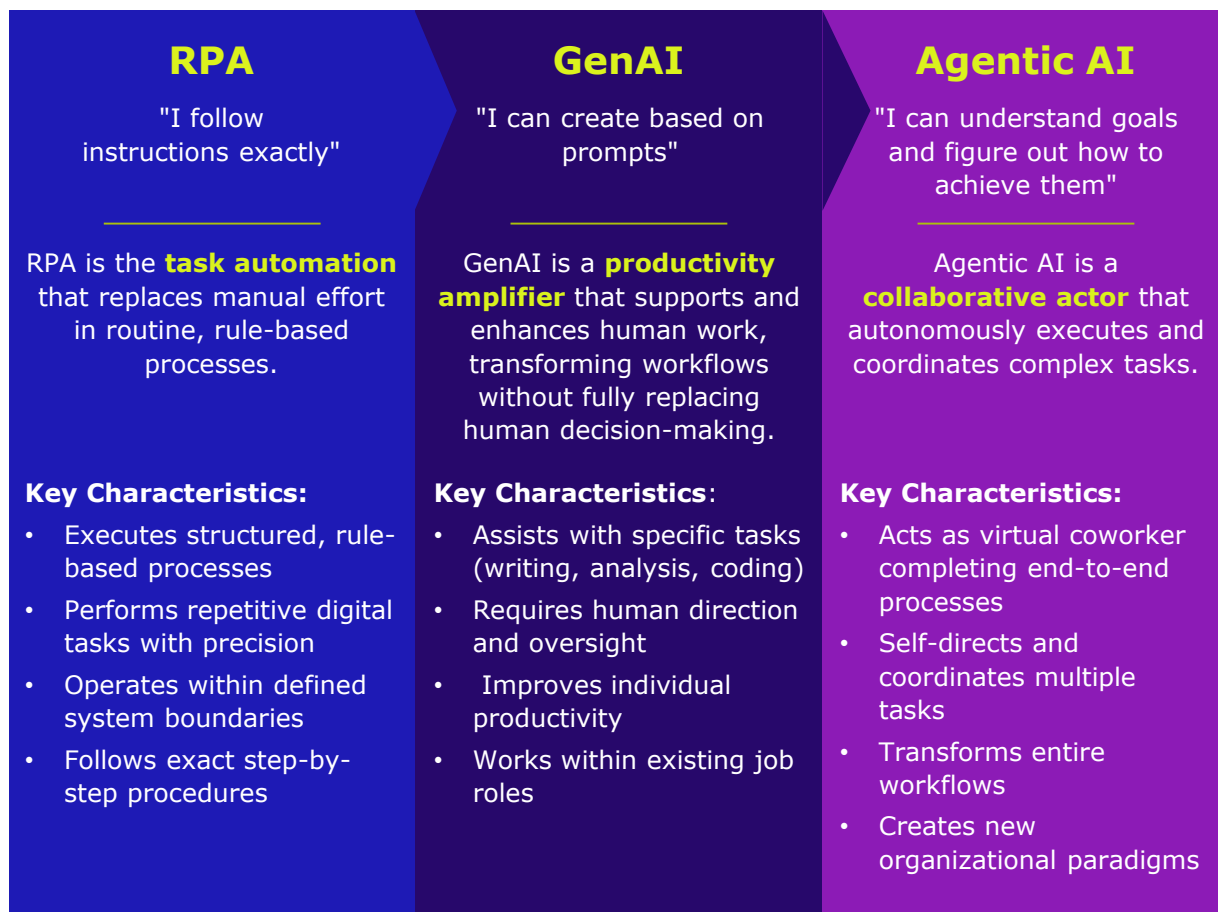 RPA
"I follow
instructions exactly"
RPA is the task automation
that replaces manual effort
in routine, rule-based
processes.
Key Characteristics:
• Executes structured, rule-
based processes
• Performs repetitive digital
tasks with precision
• Operates within defined
system boundaries
• Follows exact step-by-
step procedures
GenAI
"I can create based on
prompts"
GenAI is a productivity
amplifier that supports and
enhances human work,
transforming workflows
without fully replacing
human decision-making.
Key Characteristics:
• Assists with specific tasks
(writing, analysis, coding)
• Requires human direction
and oversight
• Improves individual
productivity
• Works within existing job
roles
Agentic AI
"I can understand goals
and figure out how to
achieve them"
Agentic AI is a
collaborative actor that
autonomously executes and
coordinates complex tasks.
Key Characteristics:
• Acts as virtual coworker
completing end-to-end
processes
• Self-directs and
coordinates multiple
tasks
• Transforms entire
workflows
• Creates new
organizational paradigms